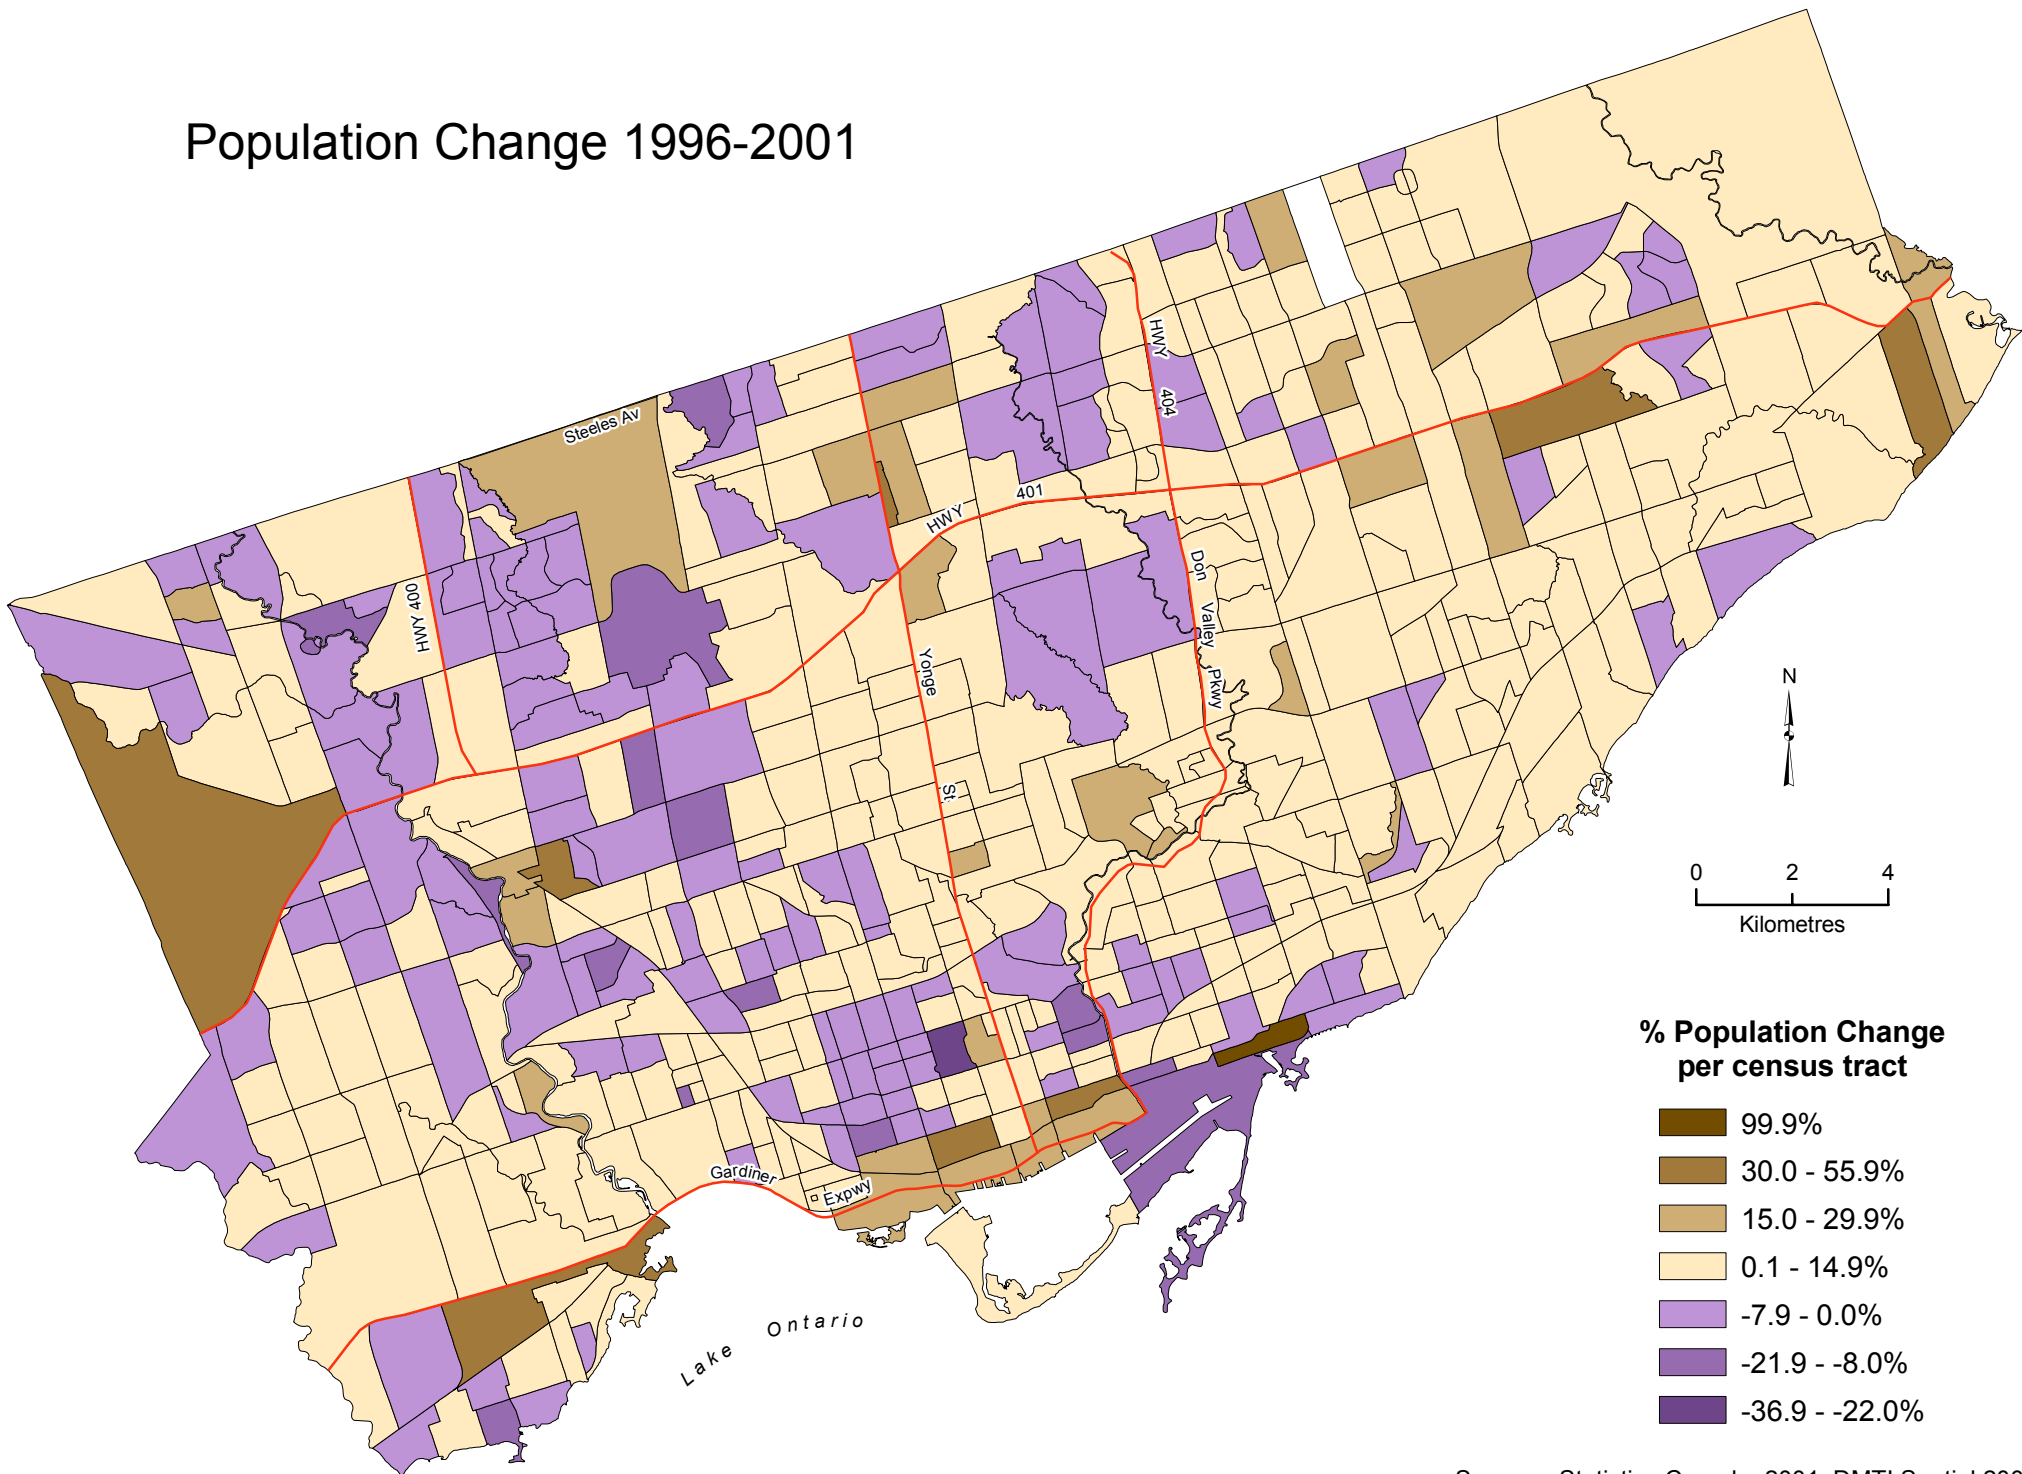 Population Change 1996-2001
Steeles Av
HWY 400
HWY
401
HWY
404
Don
Valley
Pkwy
Yonge
St
Gardiner
Expwy
Lake Ontario
N
0 2 4
Kilometres
% Population Change
per census tract
99.9%
30.0 - 55.9%
15.0 - 29.9%
0.1 - 14.9%
-7.9 - 0.0%
-21.9 - -8.0%
-36.9 - -22.0%